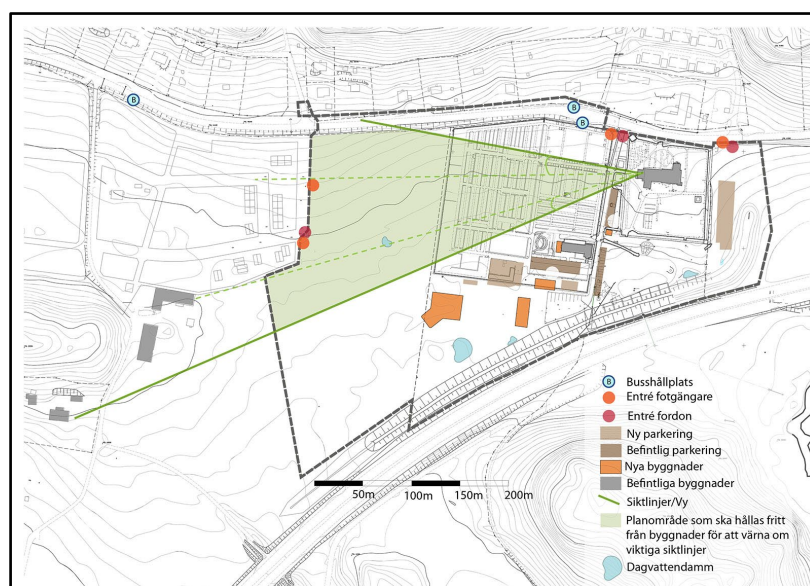 B
B
B
50m
100m
150m
200m
B Busshållplats
Entré fotgängare
Entré fordon
Ny parkering
Befintlig parkering
Nya byggnader
Befintliga byggnader
Siktlinjer/Vy
Planområde som ska hållas fritt
från byggnader för att värna om
viktiga siktlinjer
Dagvattendamm